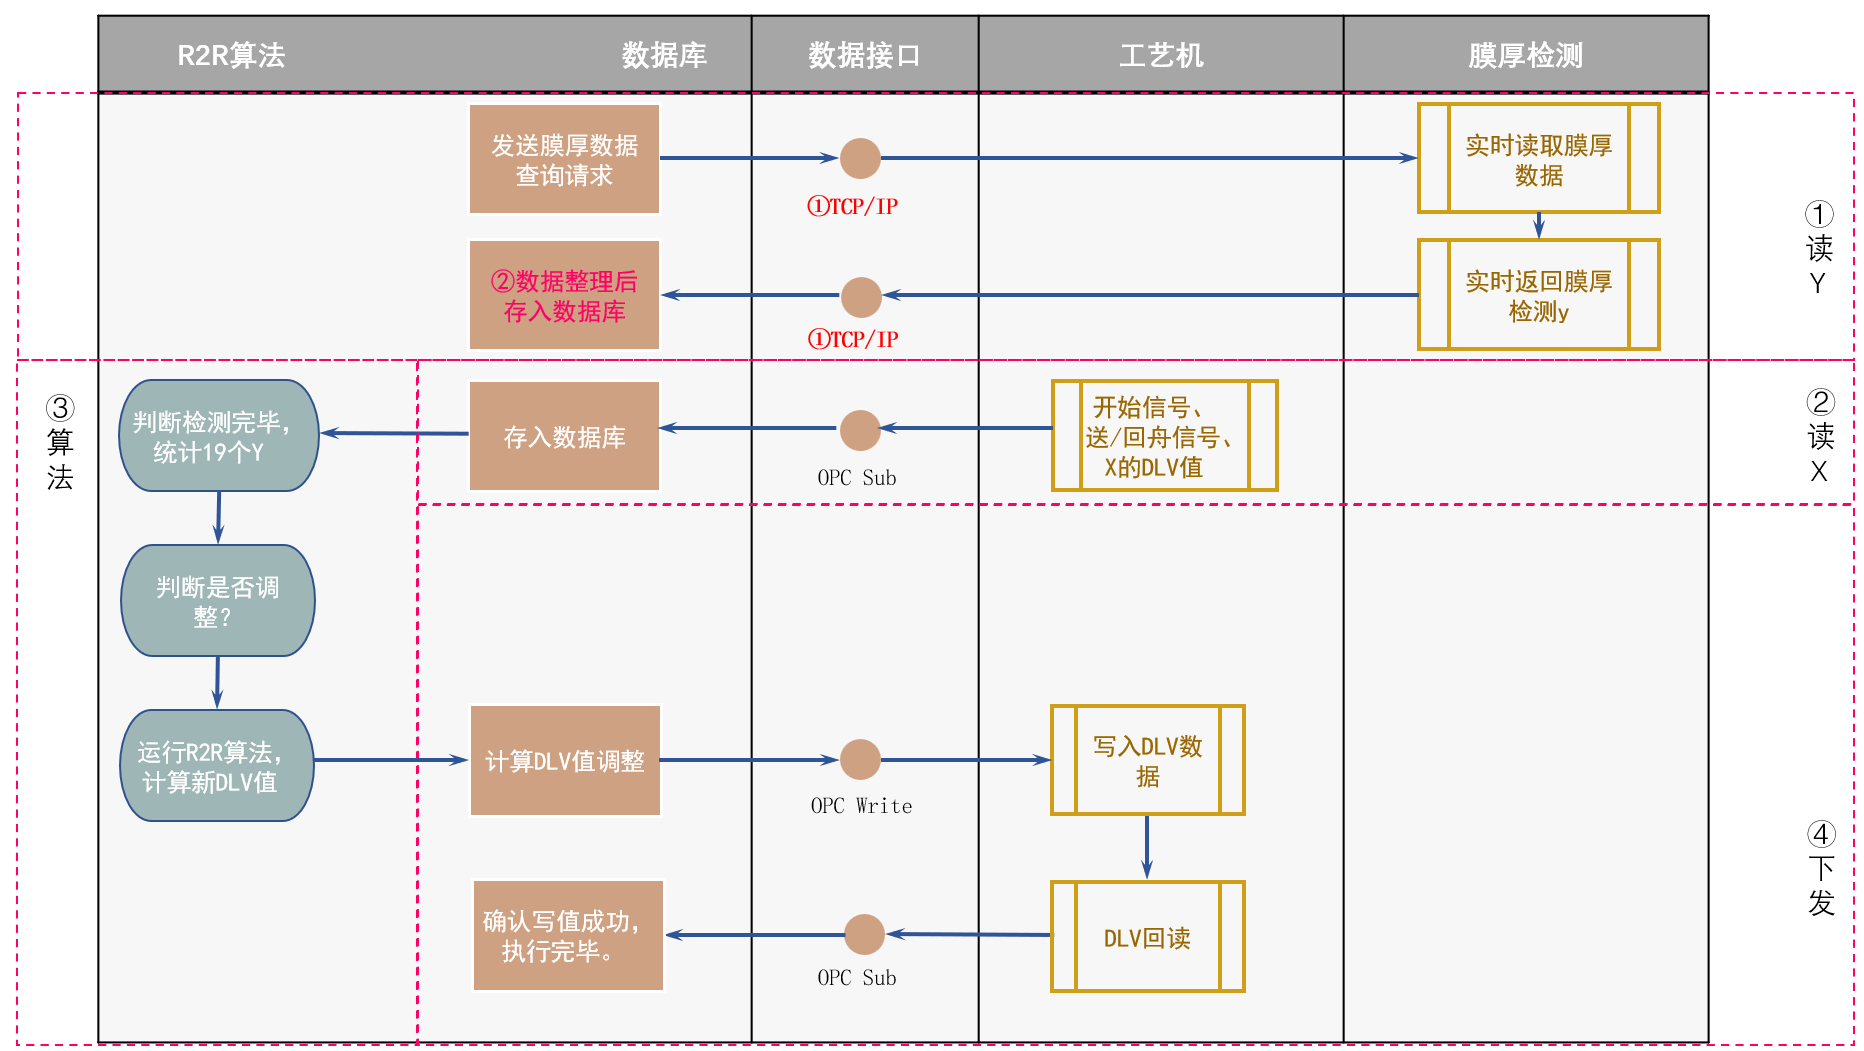 R2R算法
数据库
数据接口
工艺机
膜厚检测
发送膜厚数据
查询请求
①TCP/IP
实时读取膜厚
数据
②数据整理后
存入数据库
①TCP/IP
实时返回膜厚
检测y
①
读
Y
③
算
法
判断检测完毕，
统计19个Y
存入数据库
OPC Sub
开始信号、
送/回舟信号、
X的DLV值
②
读
X
判断是否调
整？
运行R2R算法，
计算新DLV值
计算DLV值调整
OPC Write
写入DLV数
据
确认写值成功，
执行完毕。
OPC Sub
DLV回读
④
下
发